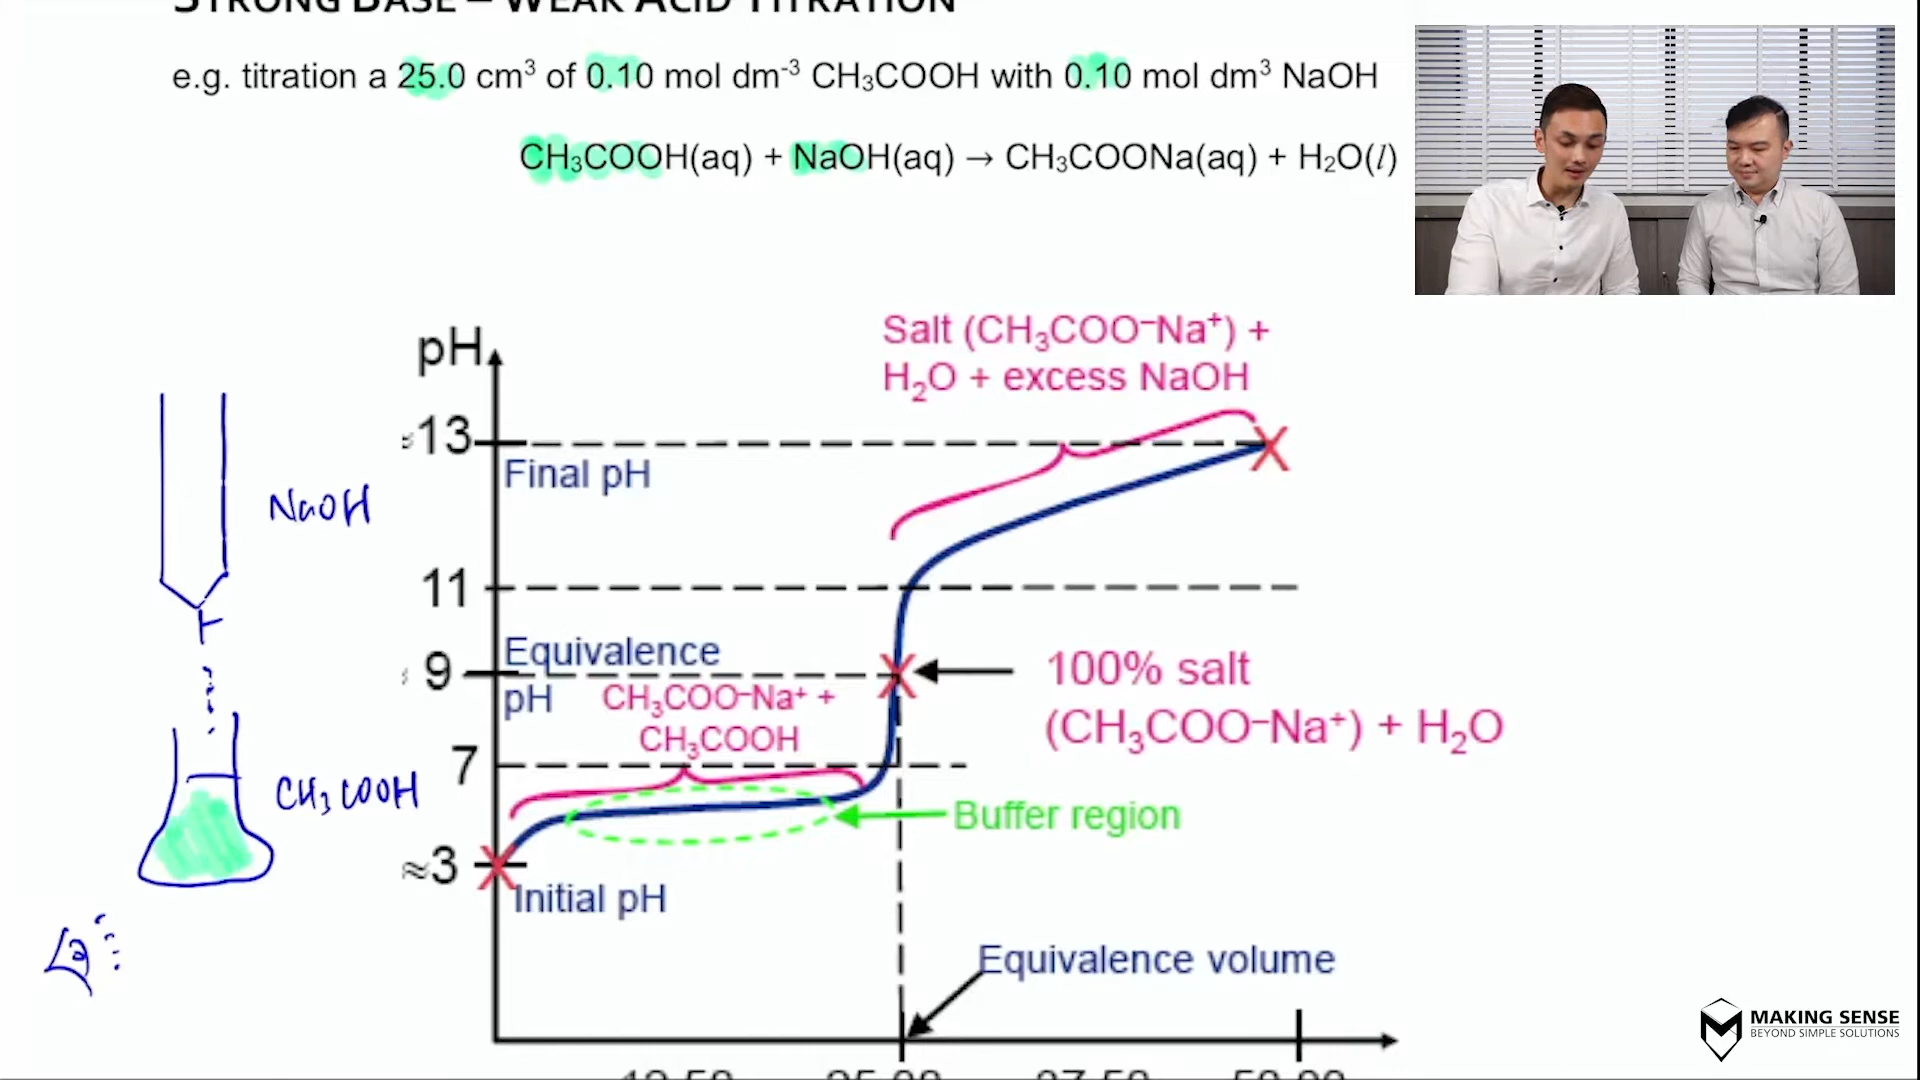 STRONG BASE – WEAK ACID TITRATION
e.g. titration a 25.0 cm³ of 0.10 mol dm⁻³ CH₃COOH with 0.10 mol dm³ NaOH
CH₃COOH(aq) + NaOH(aq) → CH₃COONa(aq) + H₂O(l)
Salt (CH₃COO⁻Na⁺) +
H₂O + excess NaOH
pH
≈13
Final pH
NaOH
11
Equivalence
pH
9
CH₃COO⁻Na⁺ +
CH₃COOH
100% salt
(CH₃COO⁻Na⁺) + H₂O
7
CH₃COOH
Buffer region
≈3
Initial pH
Equivalence volume
12.50 25.00 37.50 50.00
MAKING SENSE
BEYOND SIMPLE SOLUTIONS